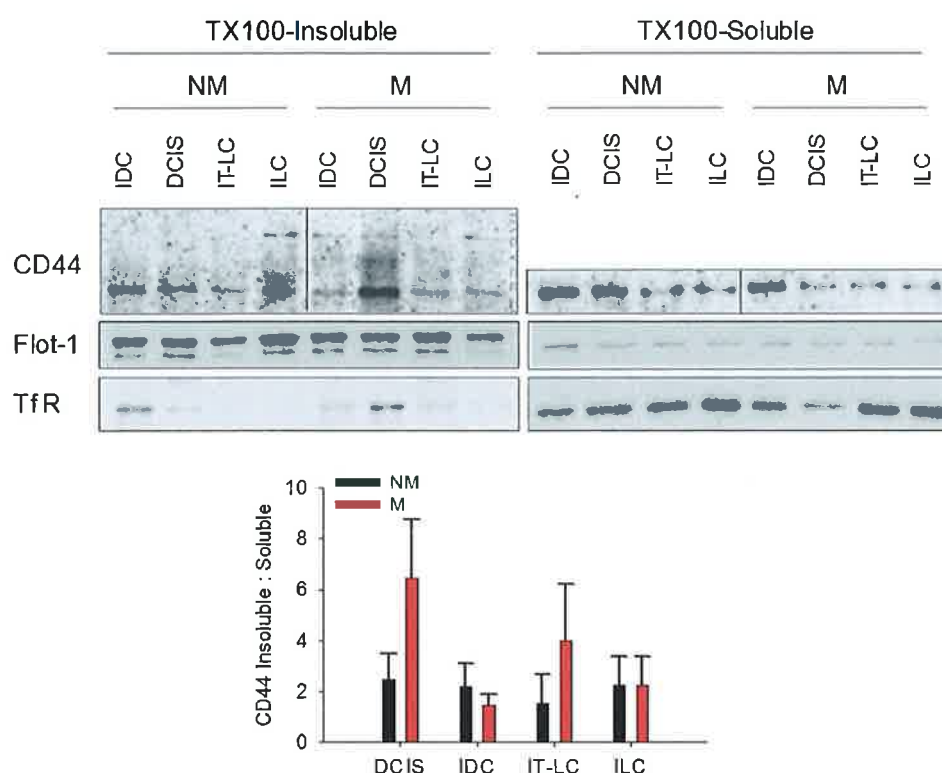 TX100-Insoluble TX100-Soluble
NM M NM M
IDC DCIS IT-LC ILC IDC DCIS IT-LC ILC IDC DCIS IT-LC ILC IDC DCIS IT-LC ILC
CD44
Flot-1
TfR
NM
M
CD44 Insoluble : Soluble
10
8
6
4
2
0
DCIS IDC IT-LC ILC